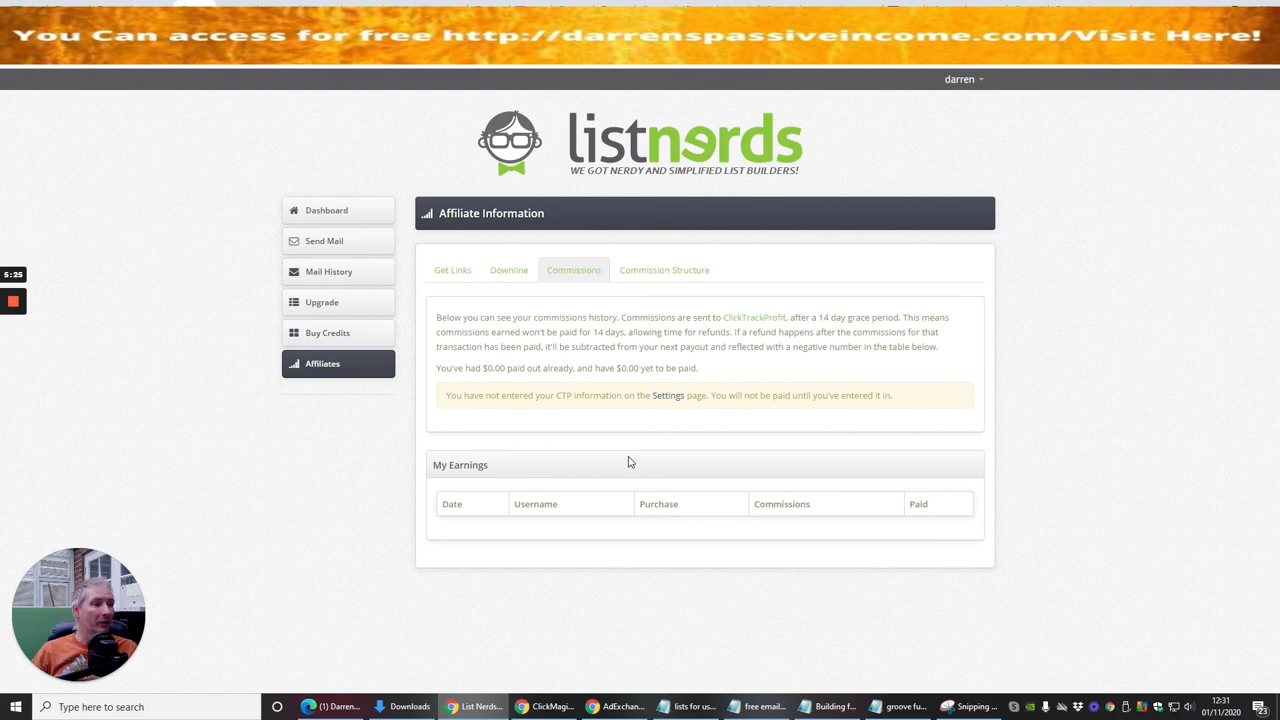 You Can access for free http://darrenspassiveincome.com/Visit Here!
darren
listnerds
WE GOT NERDY AND SIMPLIFIED LIST BUILDERS!
Dashboard
Send Mail
Mail History
Upgrade
Buy Credits
Affiliates
Affiliate Information
Get Links Downline Commissions Commission Structure
Below you can see your commissions history. Commissions are sent to ClickTrackProfit, after a 14 day grace period. This means
commissions earned won't be paid for 14 days, allowing time for refunds. If a refund happens after the commissions for that
transaction has been paid, it'll be subtracted from your next payout and reflected with a negative number in the table below.
You've had $0.00 paid out already, and have $0.00 yet to be paid.
You have not entered your CTP information on the Settings page. You will not be paid until you've entered it in.
My Earnings
Date Username Purchase Commissions Paid
5:25
Type here to search
(1) Darren...
Downloads
List Nerds...
ClickMagi...
AdExchan...
lists for us...
free email...
Building f...
groove fu...
Snipping ...
12:31
01/11/2020
23